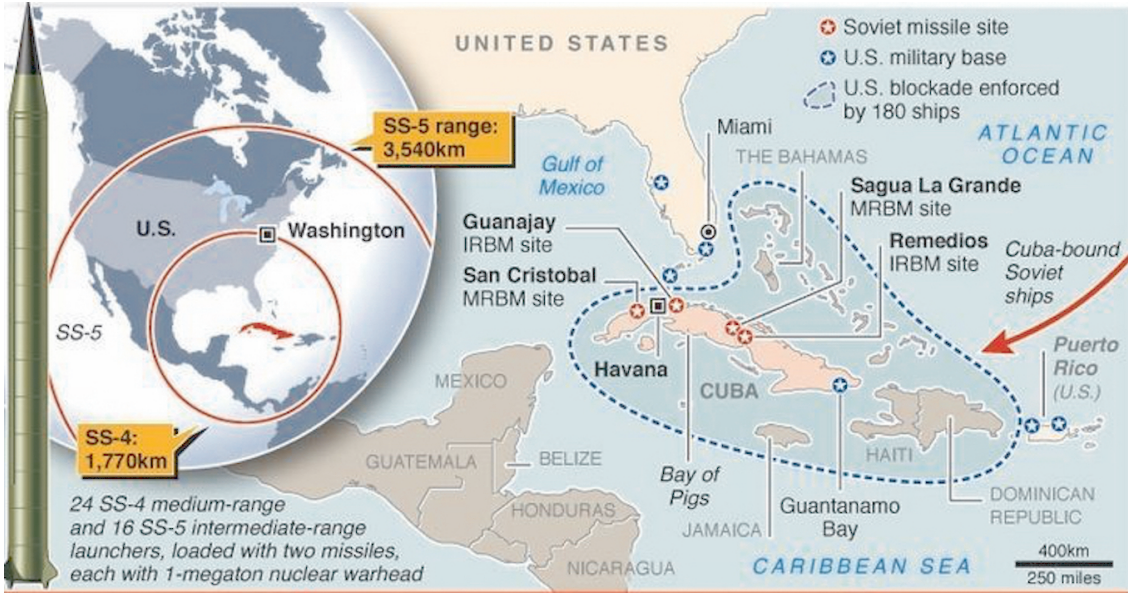 UNITED STATES
Soviet missile site
U.S. military base
U.S. blockade enforced
by 180 ships
SS-5 range:
3,540km
Miami
ATLANTIC
OCEAN
Gulf of
Mexico
THE BAHAMAS
Sagua La Grande
MRBM site
U.S.
Washington
Guanajay
IRBM site
Remedios
IRBM site
Cuba-bound
Soviet
ships
San Cristobal
MRBM site
SS-5
Havana
CUBA
Puerto
Rico
(U.S.)
MEXICO
SS-4:
1,770km
GUATEMALA
BELIZE
Bay of
Pigs
HAITI
24 SS-4 medium-range
and 16 SS-5 intermediate-range
launchers, loaded with two missiles,
each with 1-megaton nuclear warhead
HONDURAS
JAMAICA
Guantanamo
Bay
DOMINICAN
REPUBLIC
NICARAGUA
CARIBBEAN SEA
400km
250 miles